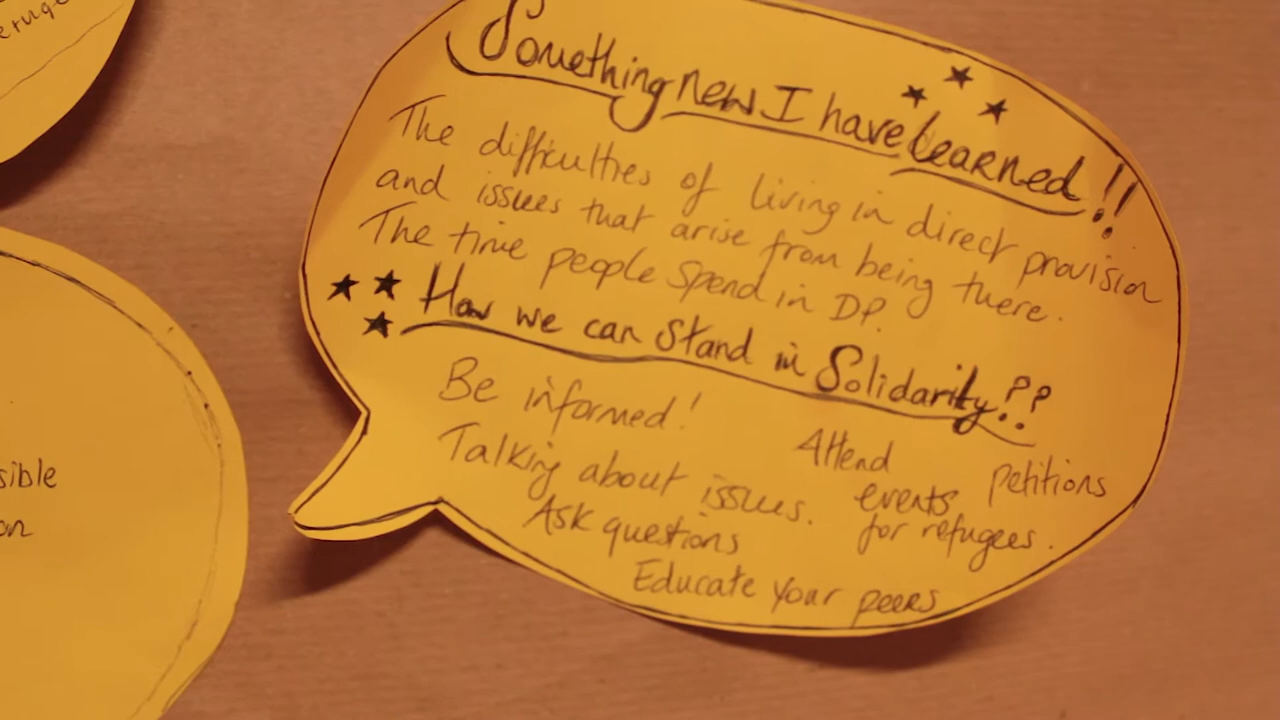 efuge
Something new I have learned!!
The difficulties of living in direct provision
and issues that arise from being there.
The time people spend in DP.
How we can Stand in Solidarity??
Be informed!
Talking about issues.
Ask questions
Educate your peers
Attend
events
for refugees.
petitions
sible
on